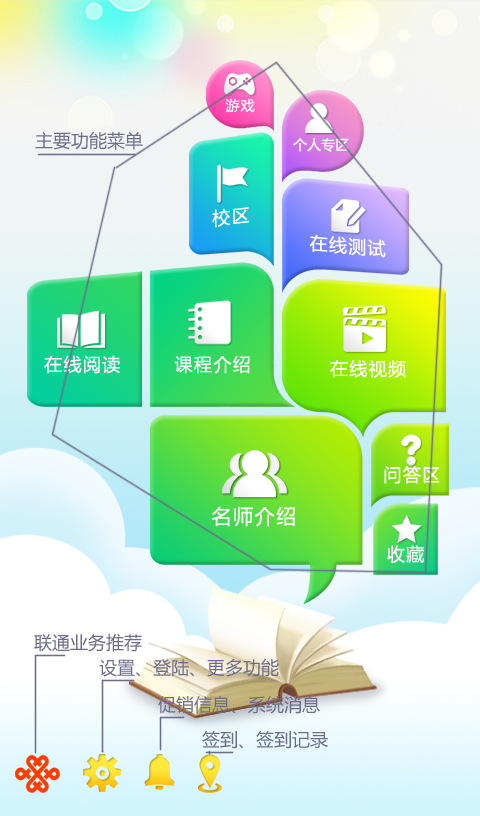 游戏
主要功能菜单
个人专区
校区
在线测试
在线阅读
课程介绍
在线视频
问答区
名师介绍
收藏
联通业务推荐
设置、登陆、更多功能
促销信息、系统消息
签到、签到记录